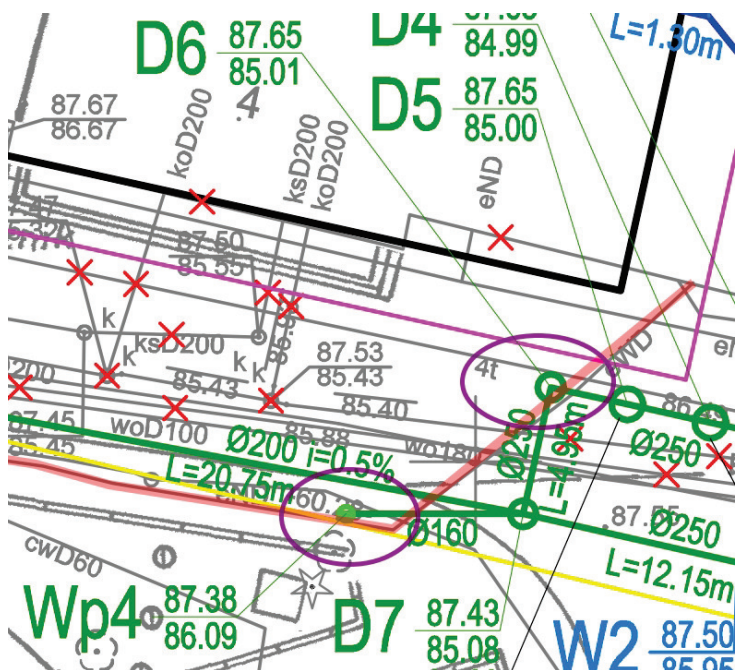 D6 87.65
85.01
D4
84.99
L=1.30m
D5 87.65
85.00
87.67
86.67
koD200
.4
ksD200
koD200
eND
87.50
85.55
k
ksD200
k
k
k
87.53
85.43
85.43
85.40
4t
cWD
woD100
85.88
wo180
87.45
85.45
Ø200 i=0.5%
L=20.75m
Ø250
L=4.95m
Ø250
Ø160
Ø250
L=12.15m
cwD60
Wp4 87.38
86.09
D7 87.43
85.08
W2 87.50